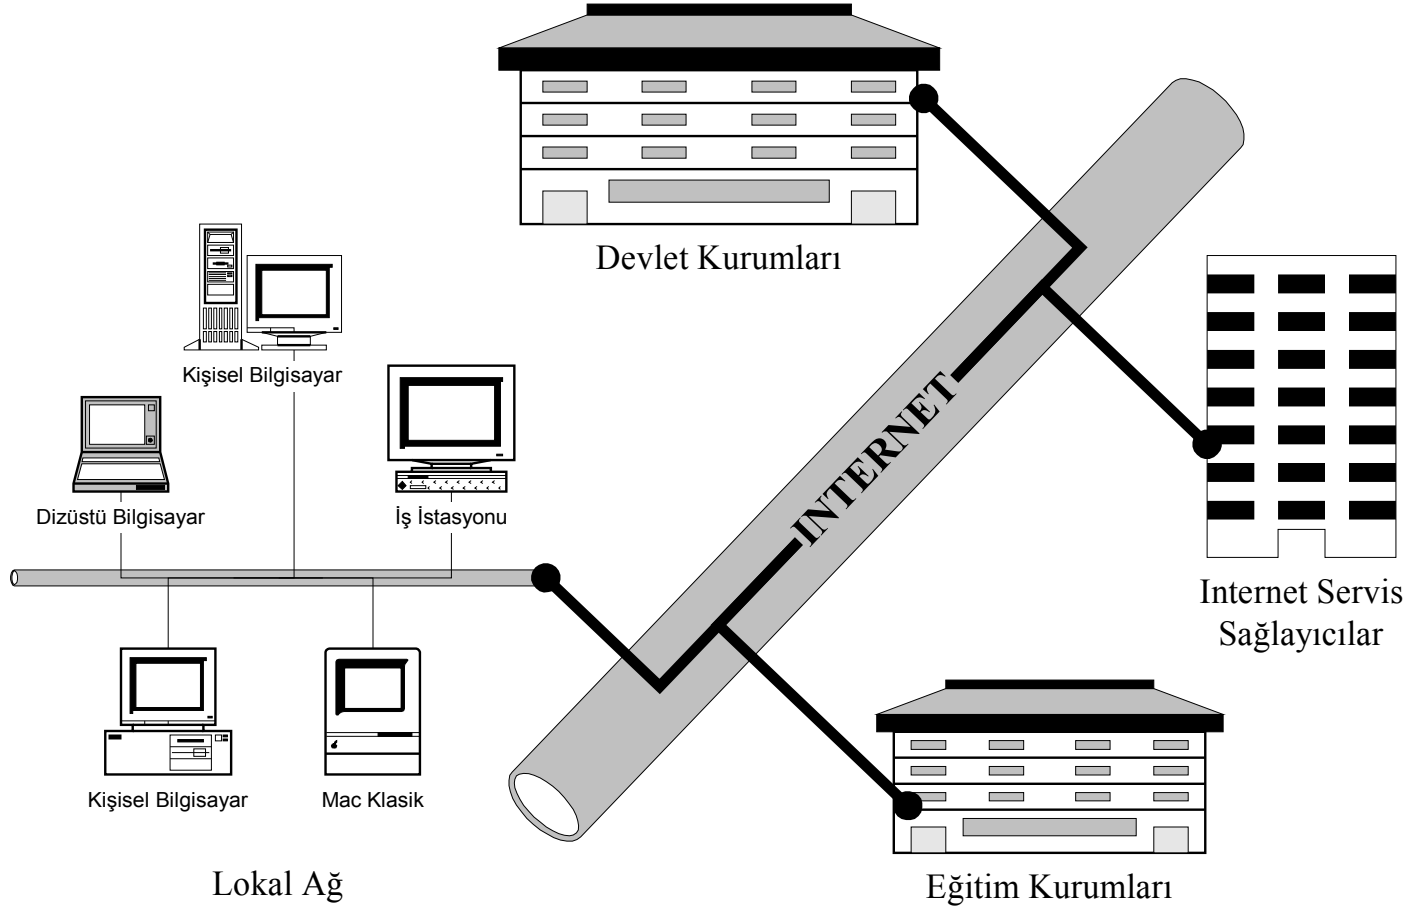 Devlet Kurumları
Kişisel Bilgisayar
Dizüstü Bilgisayar
İş İstasyonu
INTERNET
Internet Servis
Sağlayıcılar
Kişisel Bilgisayar
Mac Klasik
Lokal Ağ
Eğitim Kurumları